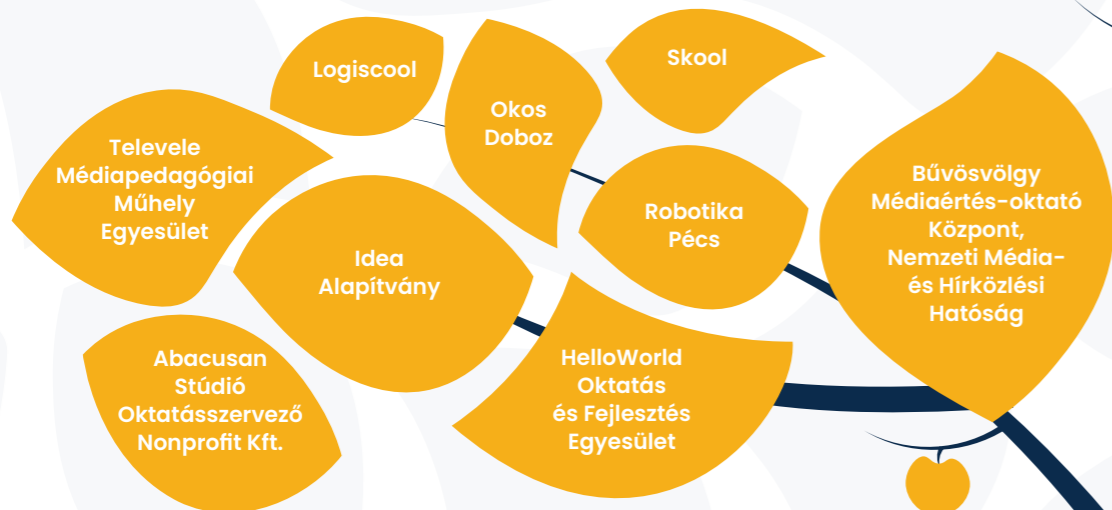 Logiscool
Skool
Okos
Doboz
Televele
Médiapedagógiai
Műhely
Egyesület
Bűvösvölgy
Médiaértés-oktató
Központ,
Nemzeti Média-
és Hírközlési
Hatóság
Robotika
Pécs
Idea
Alapítvány
Abacusan
Stúdió
Oktatásszervező
Nonprofit Kft.
HelloWorld
Oktatás
és Fejlesztés
Egyesület